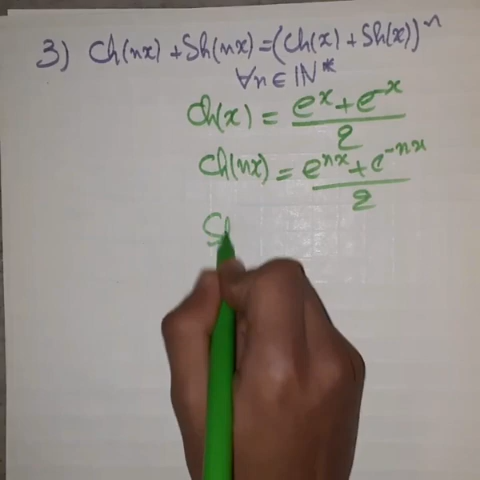 3) Ch(nx) + Sh(nx) = (Ch(x) + Sh(x))^n
∀n ∈ IN*
Ch(x) = (e^x + e^-x)/2
Ch(nx) = (e^nx + e^-nx)/2
S